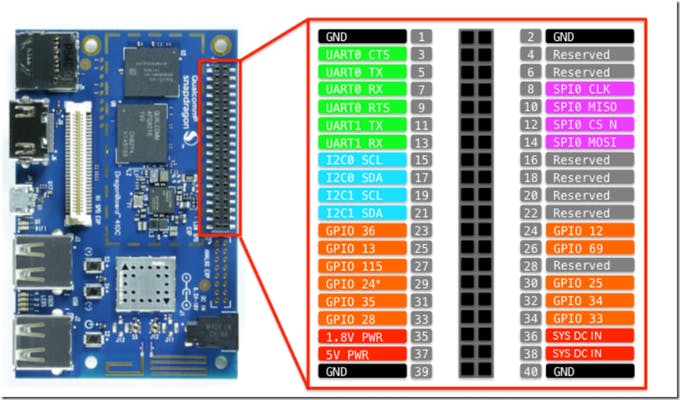 Qualcomm
snapdragon
DragonBoard 410C
GND 1 2 GND
UART0 CTS 3 4 Reserved
UART0 TX 5 6 Reserved
UART0 RX 7 8 SPI0 CLK
UART0 RTS 9 10 SPI0 MISO
UART1 TX 11 12 SPI0 CS N
UART1 RX 13 14 SPI0 MOSI
I2C0 SCL 15 16 Reserved
I2C0 SDA 17 18 Reserved
I2C1 SCL 19 20 Reserved
I2C1 SDA 21 22 Reserved
GPIO 36 23 24 GPIO 12
GPIO 13 25 26 GPIO 69
GPIO 115 27 28 Reserved
GPIO 24* 29 30 GPIO 25
GPIO 35 31 32 GPIO 34
GPIO 28 33 34 GPIO 33
1.8V PWR 35 36 SYS DC IN
5V PWR 37 38 SYS DC IN
GND 39 40 GND